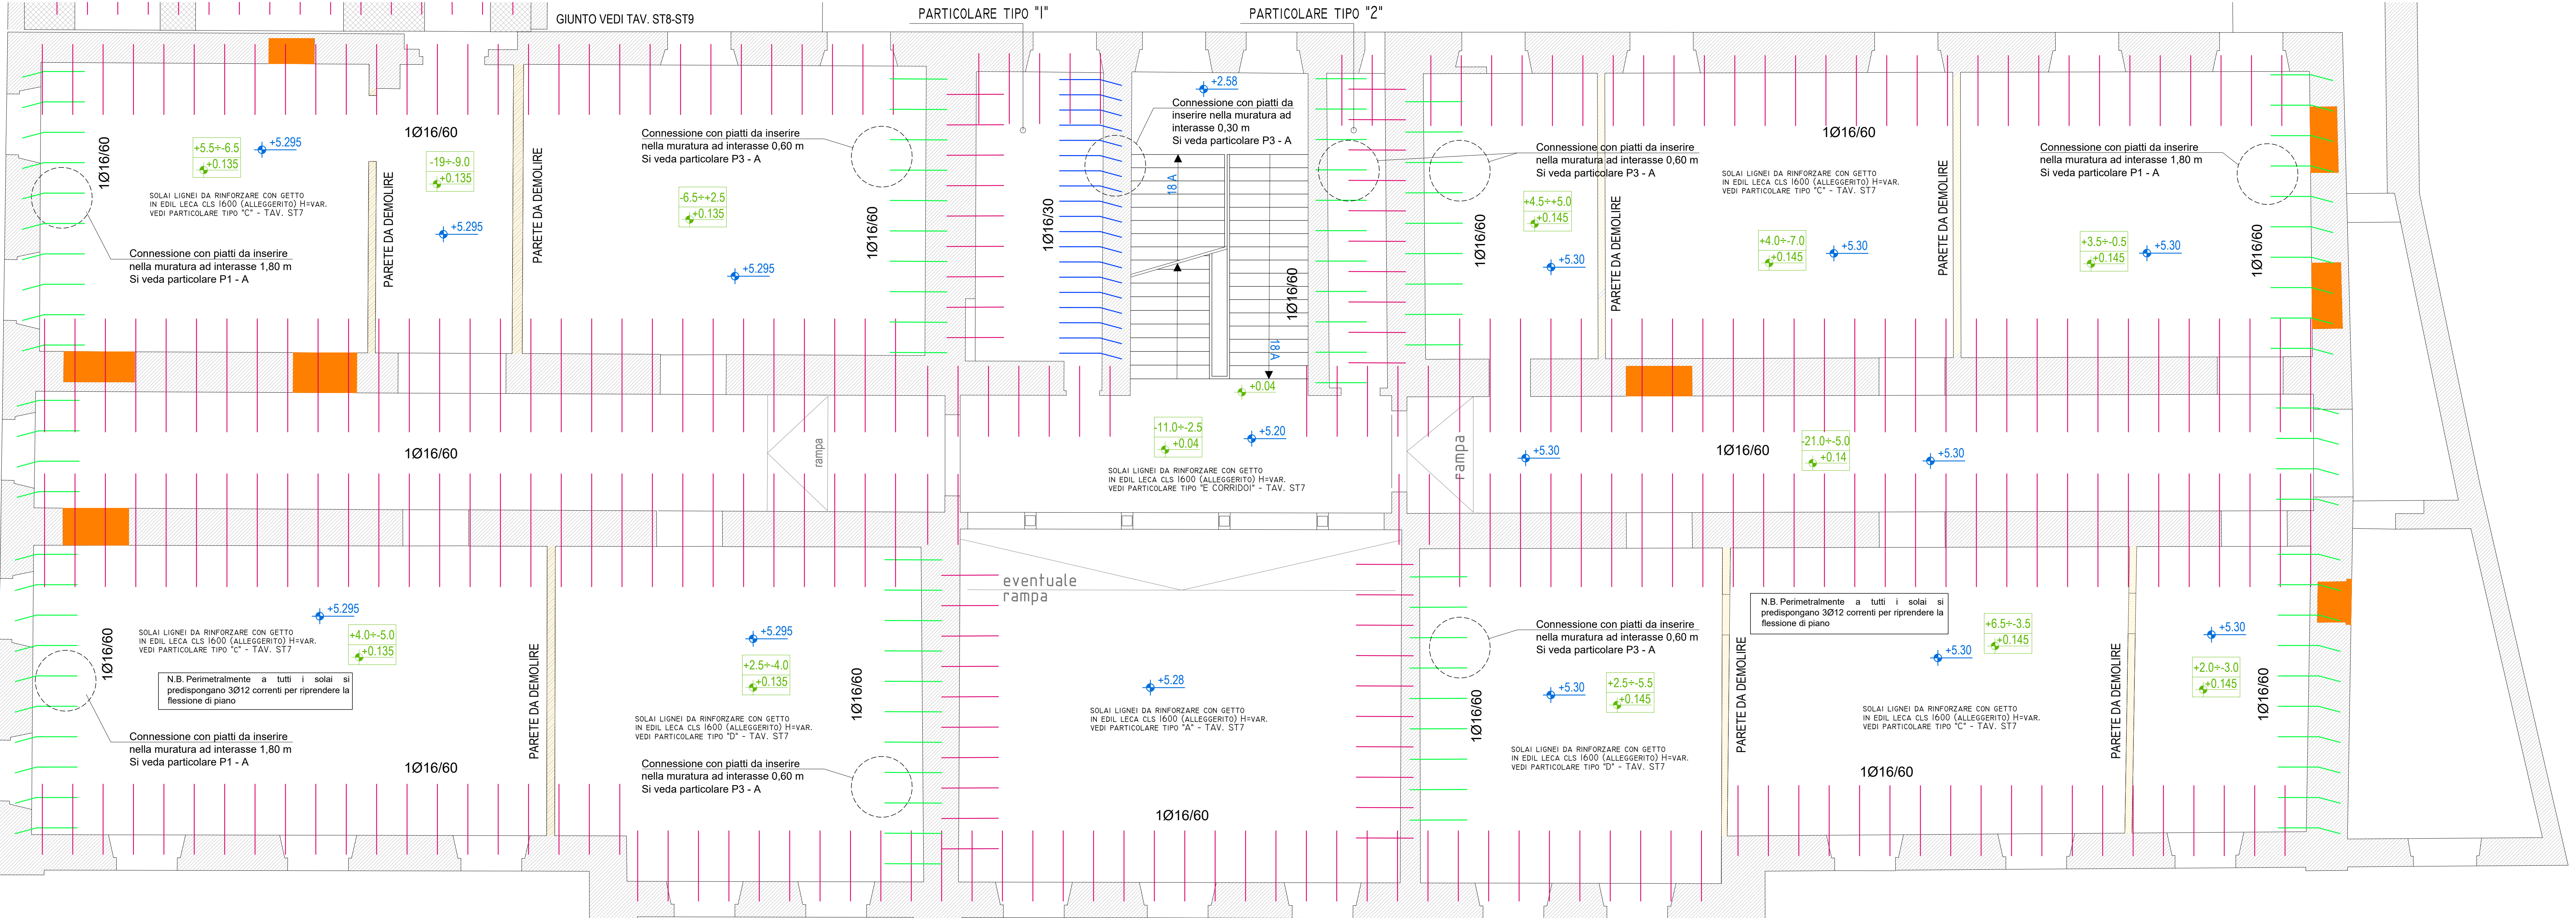 GIUNTO VEDI TAV. ST8-ST9
PARTICOLARE TIPO "1"
PARTICOLARE TIPO "2"
1Ø16/60
+5.5÷-6.5
+0.135
+5.295
SOLAI LIGNEI DA RINFORZARE CON GETTO
IN EDIL LECA CLS 1600 (ALLEGGERITO) H=VAR.
VEDI PARTICOLARE TIPO "C" - TAV. ST7
Connessione con piatti da inserire
nella muratura ad interasse 1,80 m
Si veda particolare P1 - A
PARETE DA DEMOLIRE
1Ø16/60
-19÷-9.0
+0.135
+5.295
PARETE DA DEMOLIRE
Connessione con piatti da inserire
nella muratura ad interasse 0,60 m
Si veda particolare P3 - A
-6.5÷+2.5
+0.135
+5.295
1Ø16/60
1Ø16/30
+2.58
Connessione con piatti da
inserire nella muratura ad
interasse 0,30 m
Si veda particolare P3 - A
18 A
18 A
1Ø16/60
Connessione con piatti da inserire
nella muratura ad interasse 0,60 m
Si veda particolare P3 - A
1Ø16/60
+4.5÷+5.0
+0.145
+5.30
PARETE DA DEMOLIRE
1Ø16/60
SOLAI LIGNEI DA RINFORZARE CON GETTO
IN EDIL LECA CLS 1600 (ALLEGGERITO) H=VAR.
VEDI PARTICOLARE TIPO "C" - TAV. ST7
+4.0÷-7.0
+0.145
+5.30
PARETE DA DEMOLIRE
Connessione con piatti da inserire
nella muratura ad interasse 1,80 m
Si veda particolare P1 - A
+3.5÷-0.5
+0.145
+5.30
1Ø16/60
1Ø16/60
rampa
+0.04
-11.0÷-2.5
+0.04
+5.20
SOLAI LIGNEI DA RINFORZARE CON GETTO
IN EDIL LECA CLS 1600 (ALLEGGERITO) H=VAR.
VEDI PARTICOLARE TIPO "E CORRIDOI" - TAV. ST7
rampa
+5.30
1Ø16/60
-21.0÷-5.0
+0.14
+5.30
1Ø16/60
+5.295
SOLAI LIGNEI DA RINFORZARE CON GETTO
IN EDIL LECA CLS 1600 (ALLEGGERITO) H=VAR.
VEDI PARTICOLARE TIPO "C" - TAV. ST7
+4.0÷-5.0
+0.135
N.B. Perimetralmente a tutti i solai si
predispongano 3Ø12 correnti per riprendere la
flessione di piano
Connessione con piatti da inserire
nella muratura ad interasse 1,80 m
Si veda particolare P1 - A
1Ø16/60
PARETE DA DEMOLIRE
+5.295
+2.5÷-4.0
+0.135
SOLAI LIGNEI DA RINFORZARE CON GETTO
IN EDIL LECA CLS 1600 (ALLEGGERITO) H=VAR.
VEDI PARTICOLARE TIPO "D" - TAV. ST7
Connessione con piatti da inserire
nella muratura ad interasse 0,60 m
Si veda particolare P3 - A
1Ø16/60
eventuale
rampa
+5.28
SOLAI LIGNEI DA RINFORZARE CON GETTO
IN EDIL LECA CLS 1600 (ALLEGGERITO) H=VAR.
VEDI PARTICOLARE TIPO "A" - TAV. ST7
1Ø16/60
Connessione con piatti da inserire
nella muratura ad interasse 0,60 m
Si veda particolare P3 - A
1Ø16/60
+5.30
+2.5÷-5.5
+0.145
SOLAI LIGNEI DA RINFORZARE CON GETTO
IN EDIL LECA CLS 1600 (ALLEGGERITO) H=VAR.
VEDI PARTICOLARE TIPO "D" - TAV. ST7
PARETE DA DEMOLIRE
N.B. Perimetralmente a tutti i solai si
predispongano 3Ø12 correnti per riprendere la
flessione di piano
+6.5÷-3.5
+0.145
+5.30
SOLAI LIGNEI DA RINFORZARE CON GETTO
IN EDIL LECA CLS 1600 (ALLEGGERITO) H=VAR.
VEDI PARTICOLARE TIPO "C" - TAV. ST7
1Ø16/60
PARETE DA DEMOLIRE
+5.30
+2.0÷-3.0
+0.145
1Ø16/60